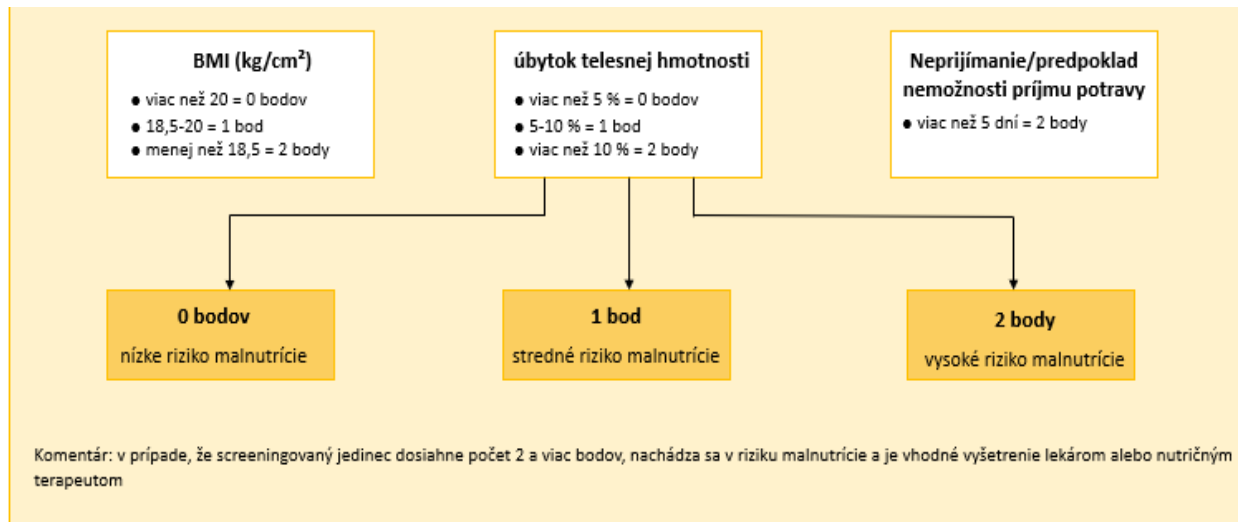 BMI (kg/cm²)
● viac než 20 = 0 bodov
● 18,5-20 = 1 bod
● menej než 18,5 = 2 body
úbytok telesnej hmotnosti
● viac než 5 % = 0 bodov
● 5-10 % = 1 bod
● viac než 10 % = 2 body
Neprijímanie/predpoklad
nemožnosti príjmu potravy
● viac než 5 dní = 2 body
0 bodov
nízke riziko malnutrície
1 bod
stredné riziko malnutrície
2 body
vysoké riziko malnutrície
Komentár: v prípade, že screeningovaný jedinec dosiahne počet 2 a viac bodov, nachádza sa v riziku malnutrície a je vhodné vyšetrenie lekárom alebo nutričným
terapeutom